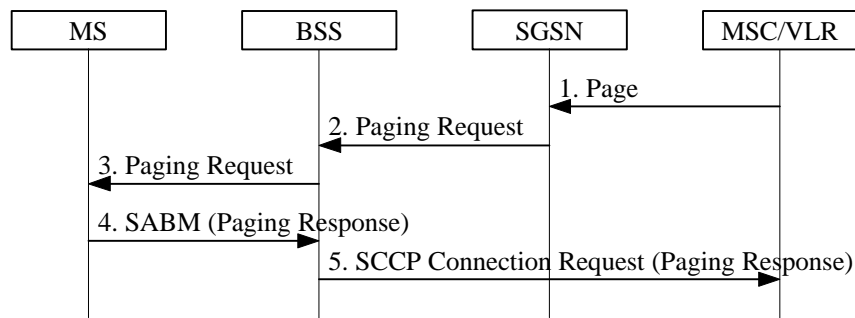 MS BSS SGSN MSC/VLR
1. Page
2. Paging Request
3. Paging Request
4. SABM (Paging Response)
5. SCCP Connection Request (Paging Response)